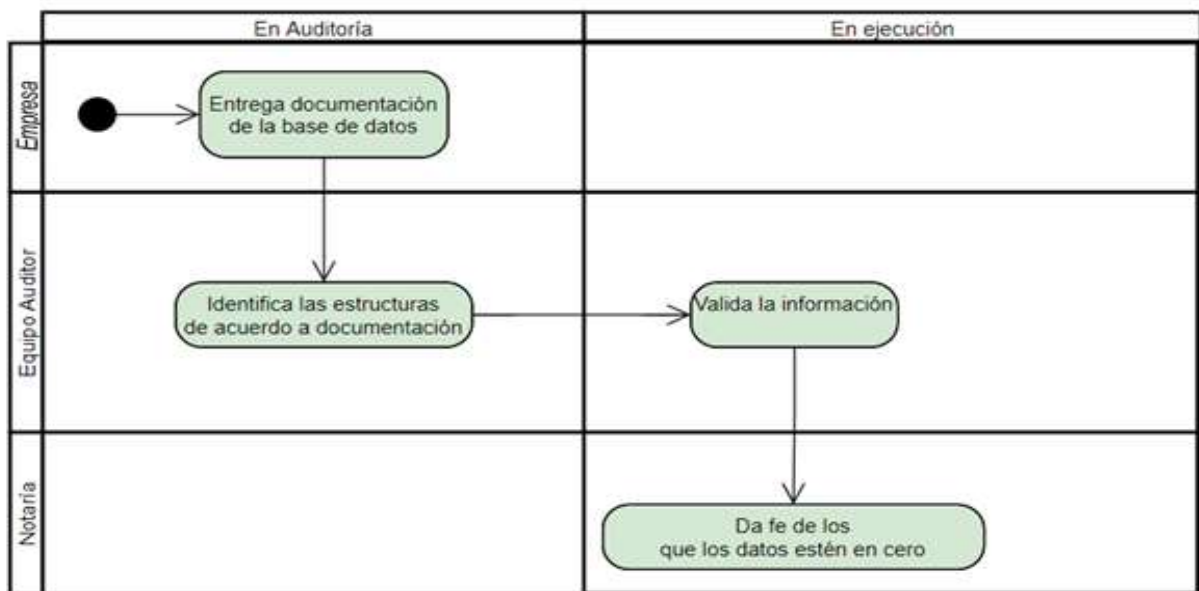 En Auditoría
En ejecución
Empresa
Entrega documentación
de la base de datos
Equipo Auditor
Identifica las estructuras
de acuerdo a documentación
Valida la información
Notaría
Da fe de los
que los datos estén en cero